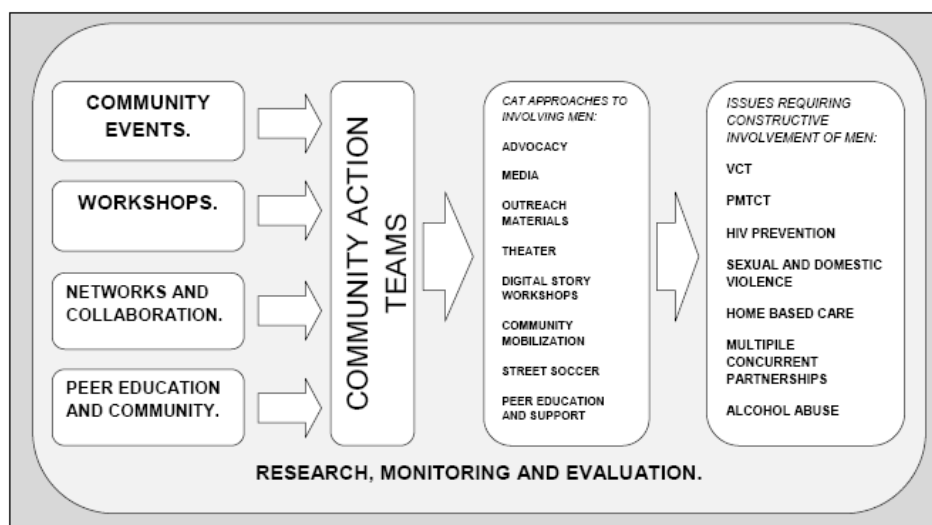 COMMUNITY
EVENTS.
WORKSHOPS.
NETWORKS AND
COLLABORATION.
PEER EDUCATION
AND COMMUNITY.
COMMUNITY ACTION
TEAMS
CAT APPROACHES TO
INVOLVING MEN:
ADVOCACY
MEDIA
OUTREACH
MATERIALS
THEATER
DIGITAL STORY
WORKSHOPS
COMMUNITY
MOBILIZATION
STREET SOCCER
PEER EDUCATION
AND SUPPORT
ISSUES REQUIRING
CONSTRUCTIVE
INVOLVEMENT OF MEN:
VCT
PMTCT
HIV PREVENTION
SEXUAL AND DOMESTIC
VIOLENCE
HOME BASED CARE
MULTIPILE
CONCURRENT
PARTNERSHIPS
ALCOHOL ABUSE
RESEARCH, MONITORING AND EVALUATION.